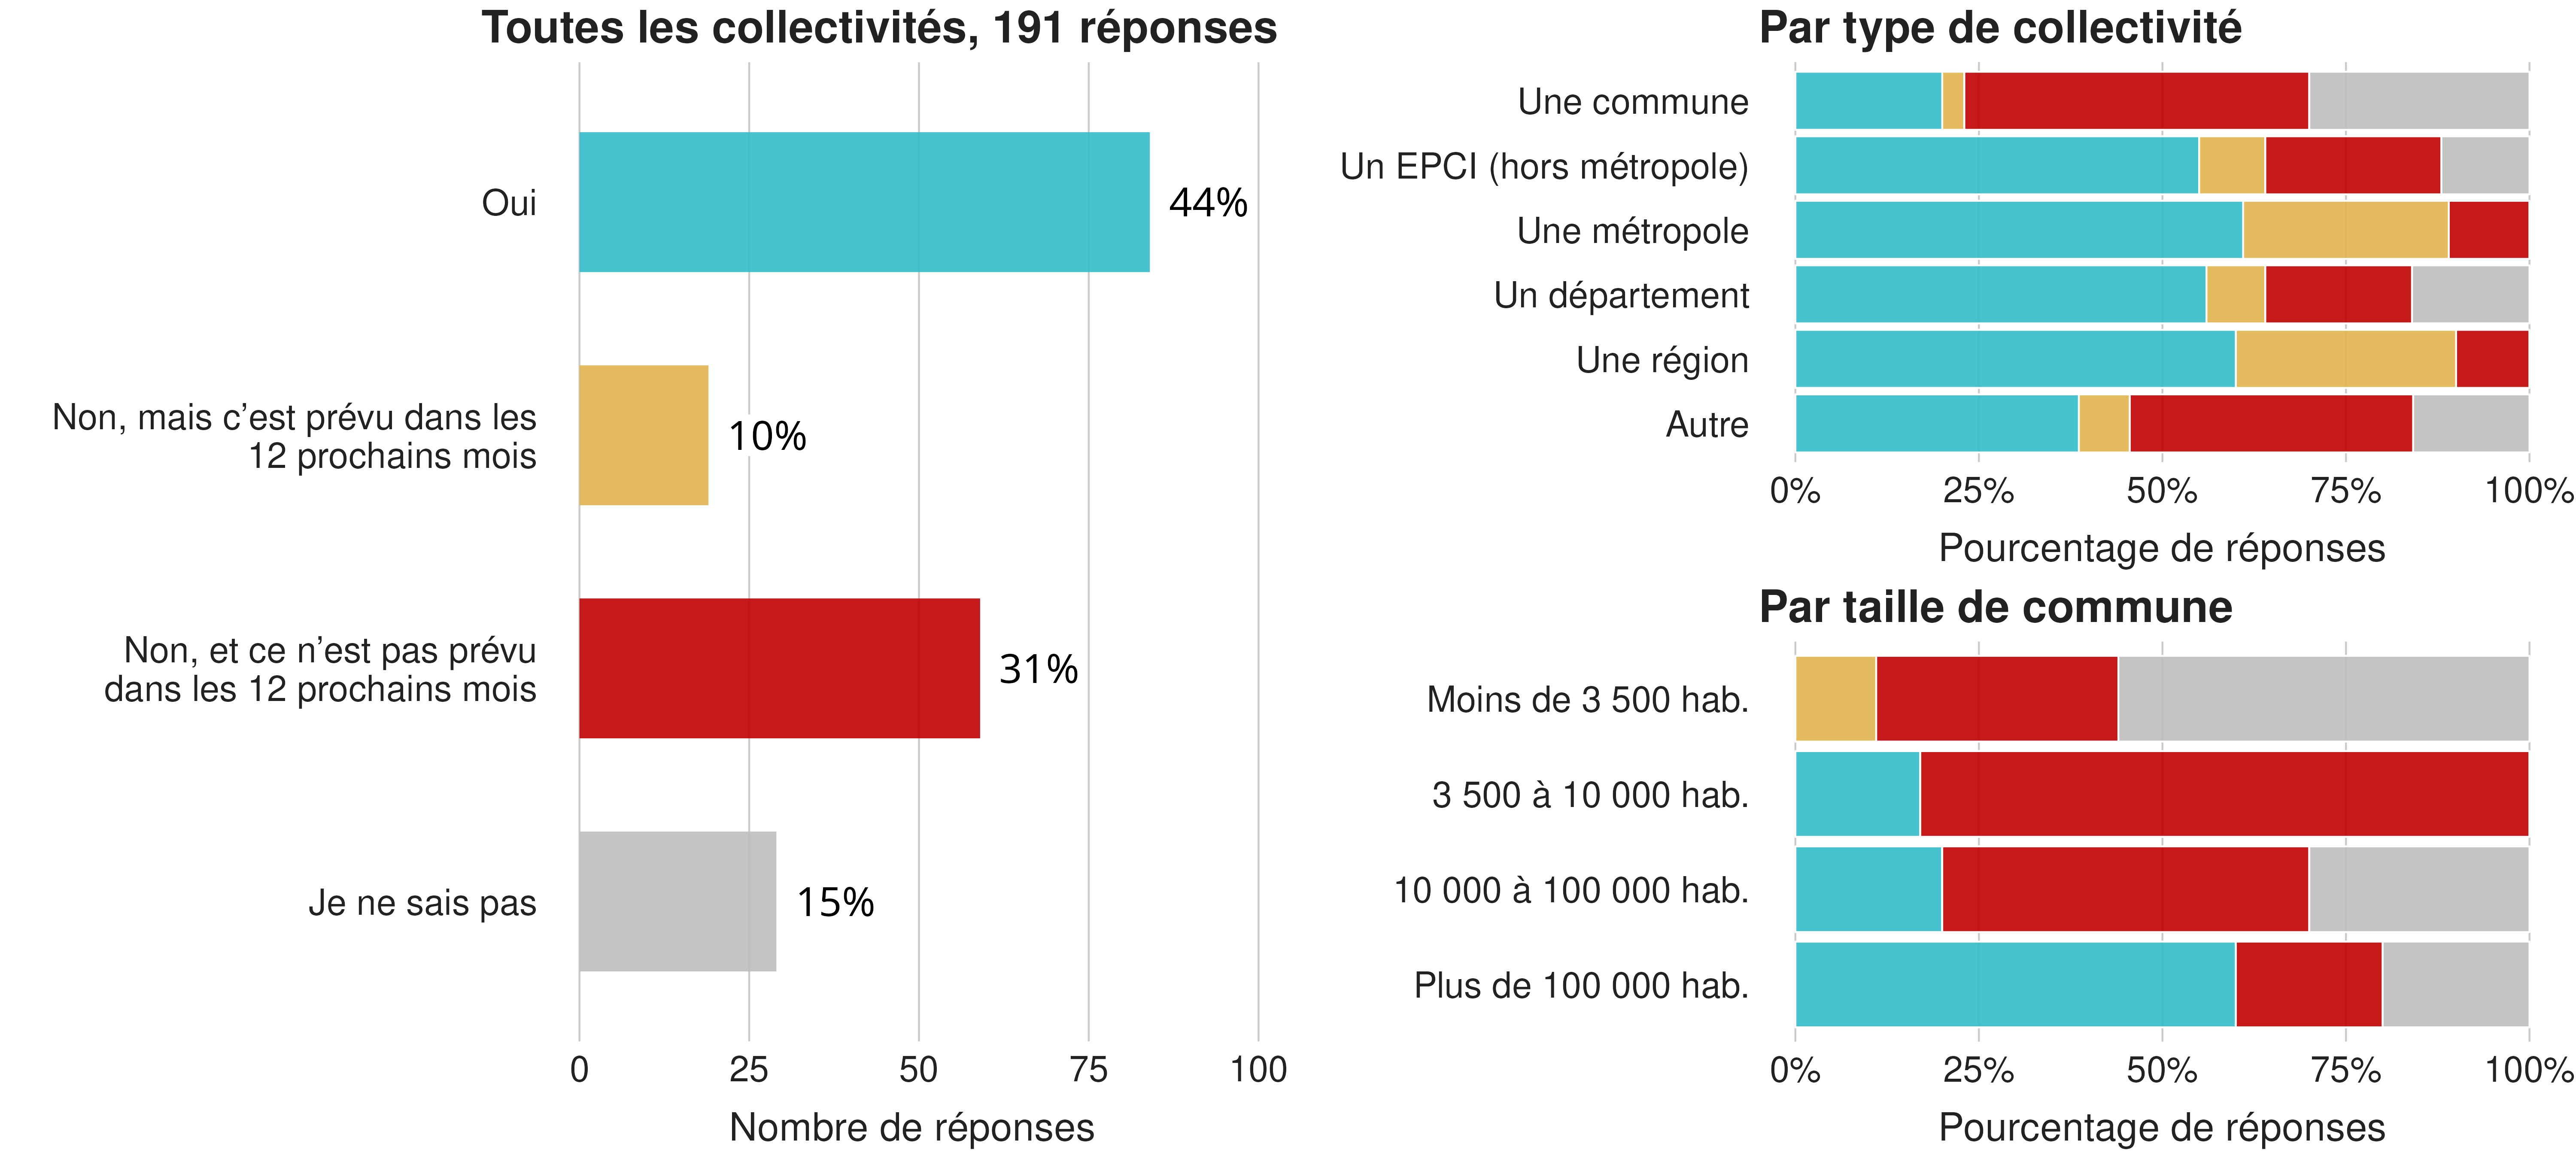 Toutes les collectivités, 191 réponses
Oui
44%
Non, mais c’est prévu dans les
12 prochains mois
10%
Non, et ce n’est pas prévu
dans les 12 prochains mois
31%
Je ne sais pas
15%
0 25 50 75 100
Nombre de réponses
Par type de collectivité
Une commune
Un EPCI (hors métropole)
Une métropole
Un département
Une région
Autre
0% 25% 50% 75% 100%
Pourcentage de réponses
Par taille de commune
Moins de 3 500 hab.
3 500 à 10 000 hab.
10 000 à 100 000 hab.
Plus de 100 000 hab.
0% 25% 50% 75% 100%
Pourcentage de réponses